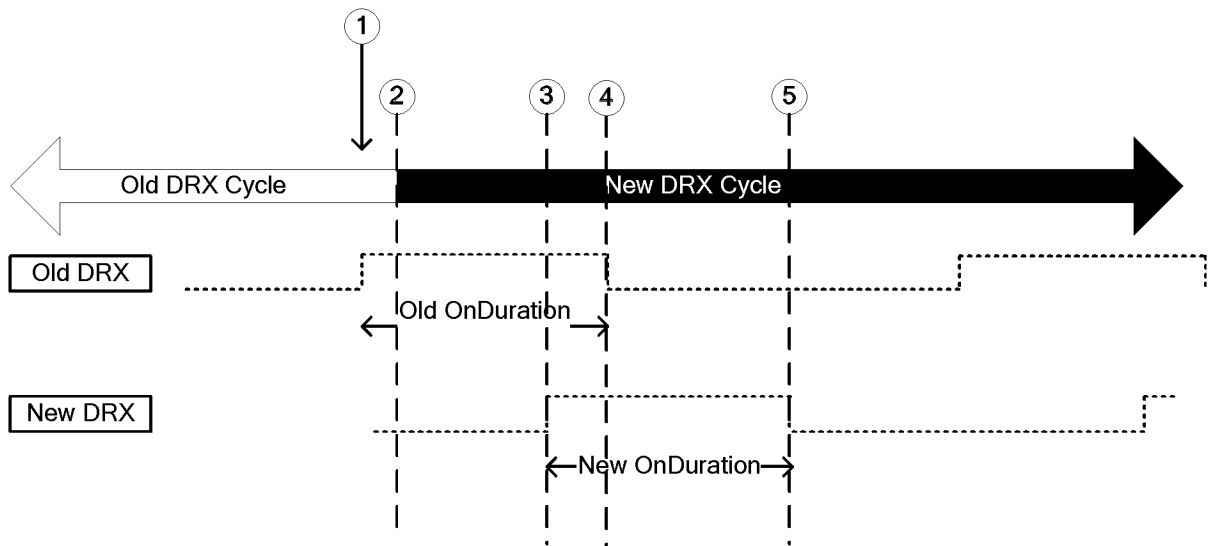 1
2
3
4
5
Old DRX Cycle
New DRX Cycle
Old DRX
Old OnDuration
New DRX
New OnDuration